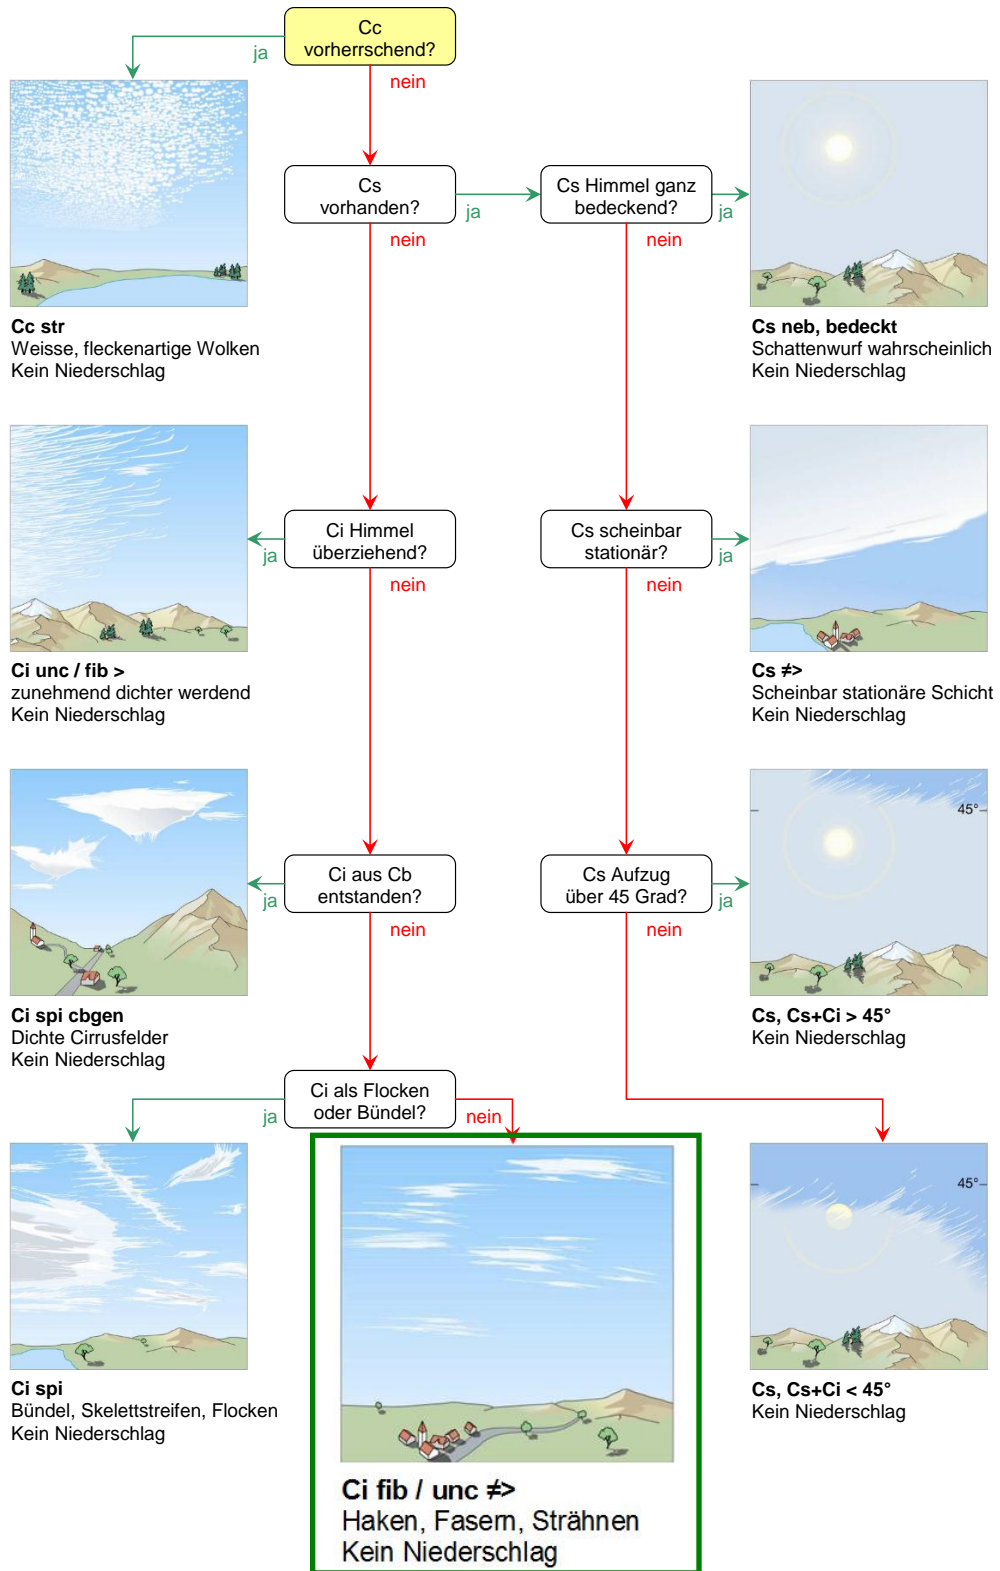 Cc
vorherrschend?
ja
nein
Cs
vorhanden?
ja
Cs Himmel ganz
bedeckend?
ja
nein
nein
Cc str
Weisse, fleckenartige Wolken
Kein Niederschlag
Cs neb, bedeckt
Schattenwurf wahrscheinlich
Kein Niederschlag
Ci Himmel
überziehend?
ja
nein
Cs scheinbar
stationär?
ja
nein
Ci unc / fib >
zunehmend dichter werdend
Kein Niederschlag
Cs ≠>
Scheinbar stationäre Schicht
Kein Niederschlag
45°
Ci aus Cb
entstanden?
ja
nein
Cs Aufzug
über 45 Grad?
ja
nein
Ci spi cbgen
Dichte Cirrusfelder
Kein Niederschlag
Cs, Cs+Ci > 45°
Kein Niederschlag
Ci als Flocken
oder Bündel?
ja
nein
45°
Ci spi
Bündel, Skelettstreifen, Flocken
Kein Niederschlag
Cs, Cs+Ci < 45°
Kein Niederschlag
Ci fib / unc ≠>
Haken, Fasern, Strähnen
Kein Niederschlag